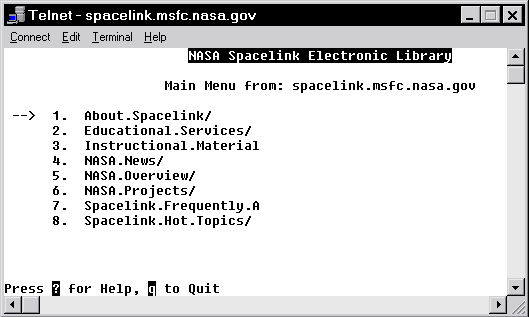 Telnet - spacelink.msfc.nasa.gov
Connect Edit Terminal Help
NASA Spacelink Electronic Library
Main Menu from: spacelink.msfc.nasa.gov
--> 1. About.Spacelink/
2. Educational.Services/
3. Instructional.Material
4. NASA.News/
5. NASA.Overview/
6. NASA.Projects/
7. Spacelink.Frequently.A
8. Spacelink.Hot.Topics/
Press ? for Help, q to Quit